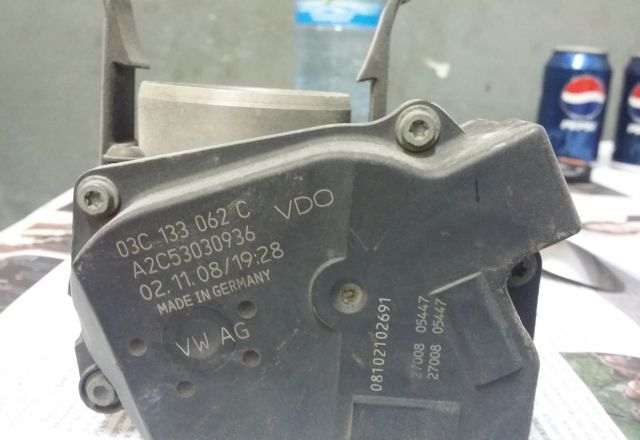 03C 133 062 C
VDO
A2C53030936
02.11.08/19:28
MADE IN GERMANY
VW AG
08102102691
27008 05447
27008 05447
PEPSI